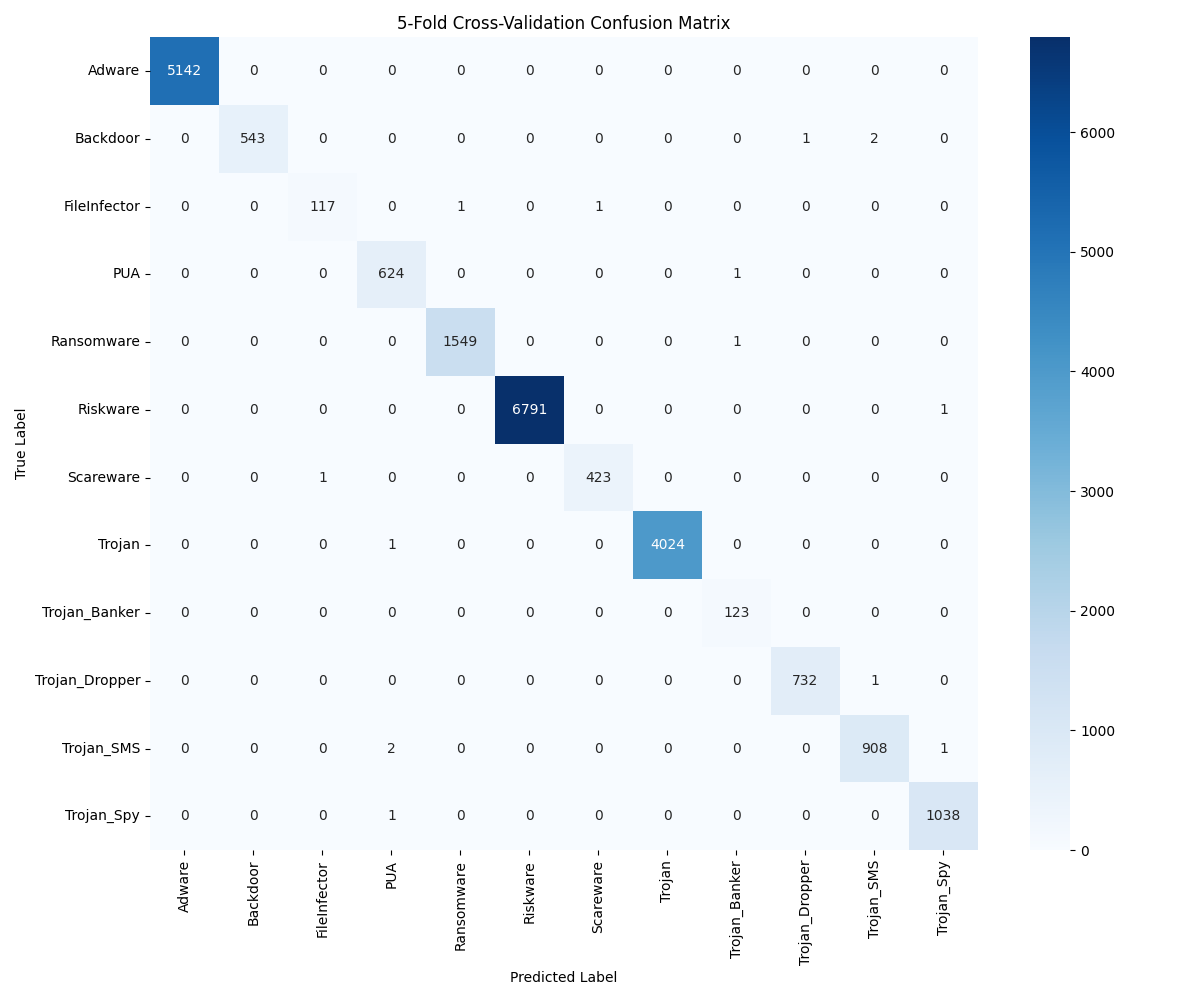 5-Fold Cross-Validation Confusion Matrix
Adware 5142 0 0 0 0 0 0 0 0 0 0 0
Backdoor 0 543 0 0 0 0 0 0 0 1 2 0
FileInfector 0 0 117 0 1 0 1 0 0 0 0 0
PUA 0 0 0 624 0 0 0 0 1 0 0 0
Ransomware 0 0 0 0 1549 0 0 0 1 0 0 0
Riskware 0 0 0 0 0 6791 0 0 0 0 0 1
Scareware 0 0 1 0 0 0 423 0 0 0 0 0
Trojan 0 0 0 1 0 0 0 4024 0 0 0 0
Trojan_Banker 0 0 0 0 0 0 0 0 123 0 0 0
Trojan_Dropper 0 0 0 0 0 0 0 0 0 732 1 0
Trojan_SMS 0 0 0 2 0 0 0 0 0 0 908 1
Trojan_Spy 0 0 0 1 0 0 0 0 0 0 0 1038
True Label
Adware
Backdoor
FileInfector
PUA
Ransomware
Riskware
Scareware
Trojan
Trojan_Banker
Trojan_Dropper
Trojan_SMS
Trojan_Spy
Predicted Label
6000
5000
4000
3000
2000
1000
0